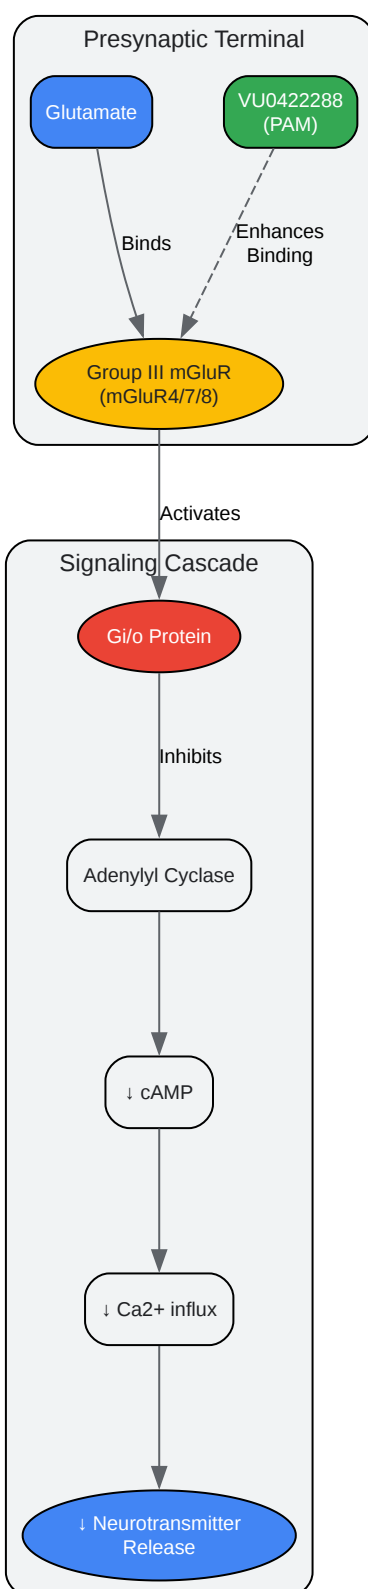 Presynaptic Terminal
Glutamate
VU0422288
(PAM)
Binds
Enhances
Binding
Group III mGluR
(mGluR4/7/8)
Activates
Signaling Cascade
Gi/o Protein
Inhibits
Adenylyl Cyclase
↓ cAMP
↓ Ca2+ influx
↓ Neurotransmitter
Release